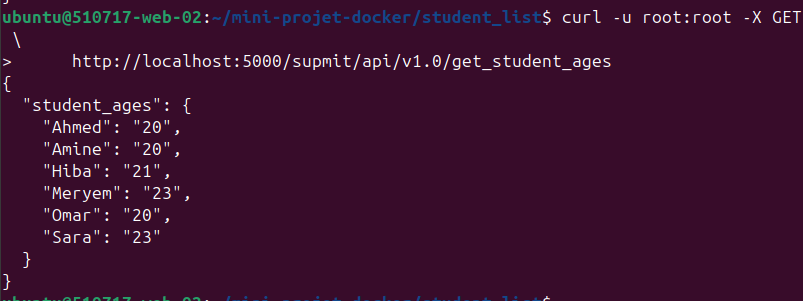 }
ubuntu@510717-web-02:~/mini-projet-docker/student_list$ curl -u root:root -X GET
 \
>      http://localhost:5000/supmit/api/v1.0/get_student_ages
{
  "student_ages": {
    "Ahmed": "20",
    "Amine": "20",
    "Hiba": "21",
    "Meryem": "23",
    "Omar": "20",
    "Sara": "23"
  }
}
ubuntu@510717-web-02:~/mini-projet-docker/student_list$